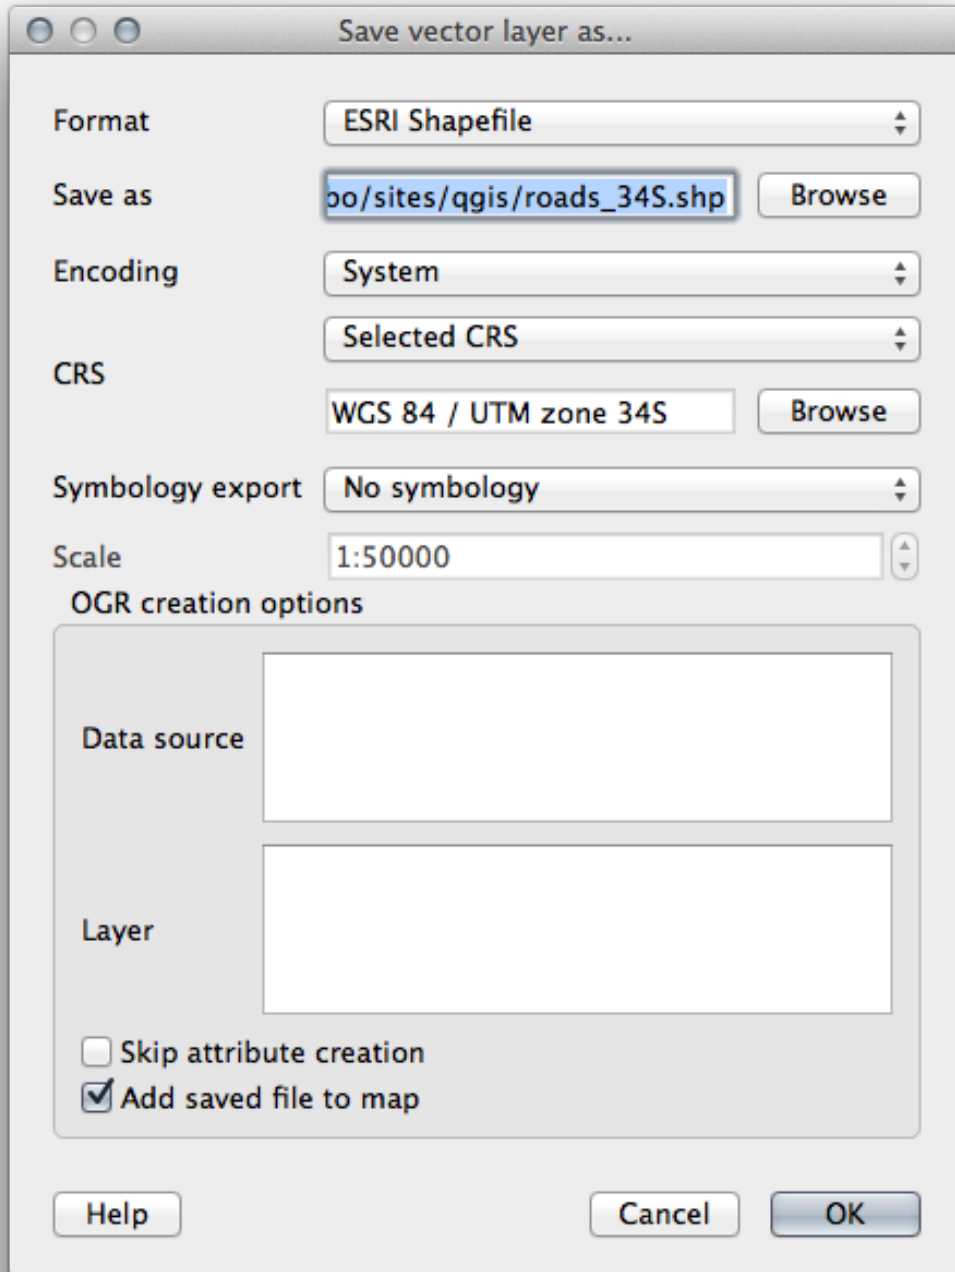 Save vector layer as...
Format ESRI Shapefile
Save as bo/sites/qgis/roads_34S.shp Browse
Encoding System
Selected CRS
CRS
WGS 84 / UTM zone 34S Browse
Symbology export No symbology
Scale 1:50000
OGR creation options
Data source
Layer
Skip attribute creation
Add saved file to map
Help Cancel OK